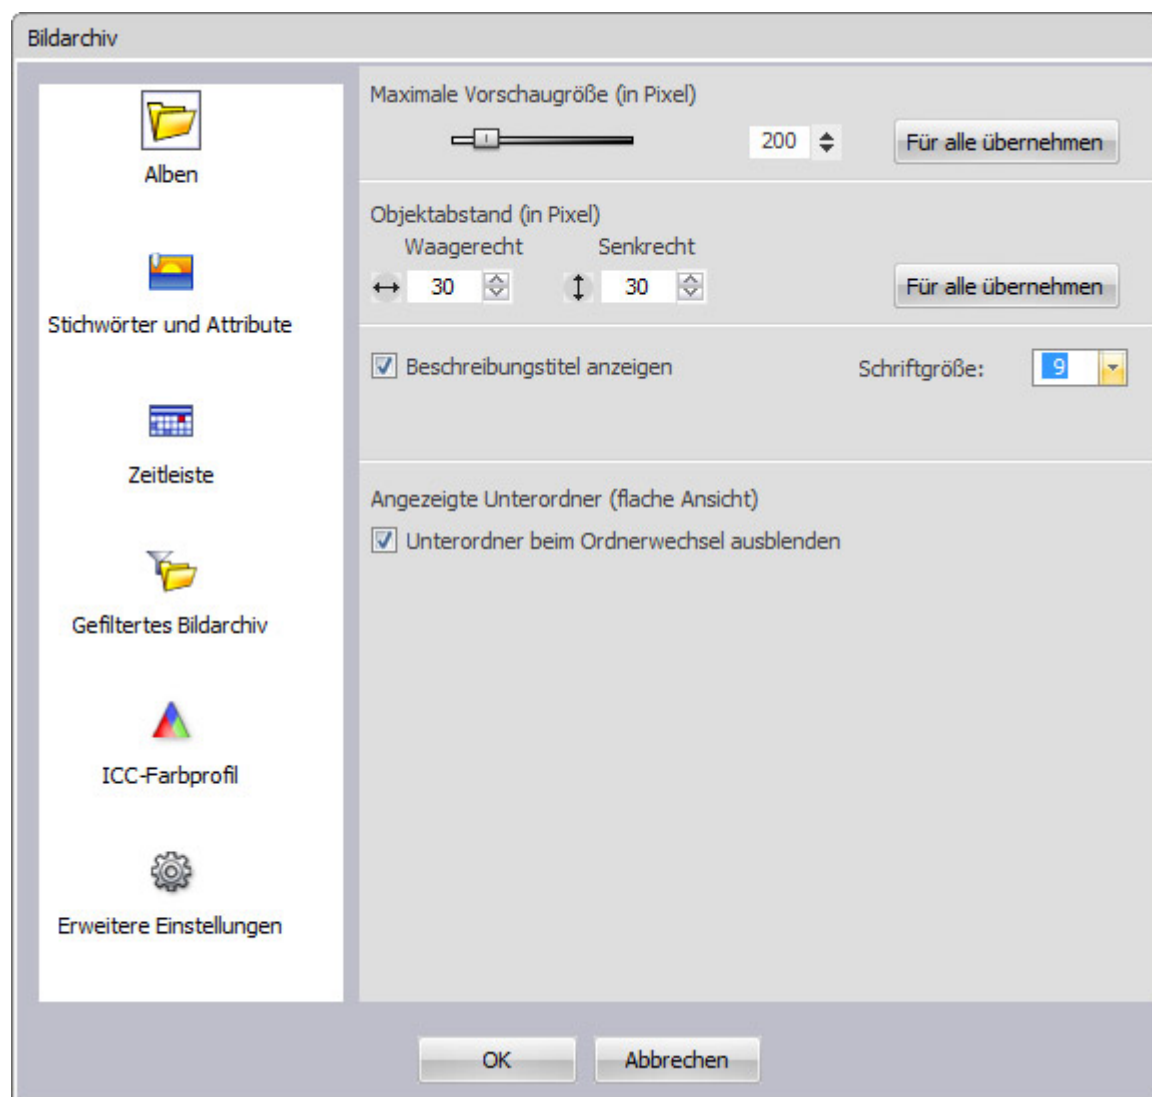 Bildarchiv
Alben
Stichwörter und Attribute
Zeitleiste
Gefiltertes Bildarchiv
ICC-Farbprofil
Erweitere Einstellungen
Maximale Vorschaugröße (in Pixel)
200 Für alle übernehmen
Objektabstand (in Pixel)
Waagerecht Senkrecht
30 30 Für alle übernehmen
Beschreibungstitel anzeigen Schriftgröße: 9
Angezeigte Unterordner (flache Ansicht)
Unterordner beim Ordnerwechsel ausblenden
OK Abbrechen